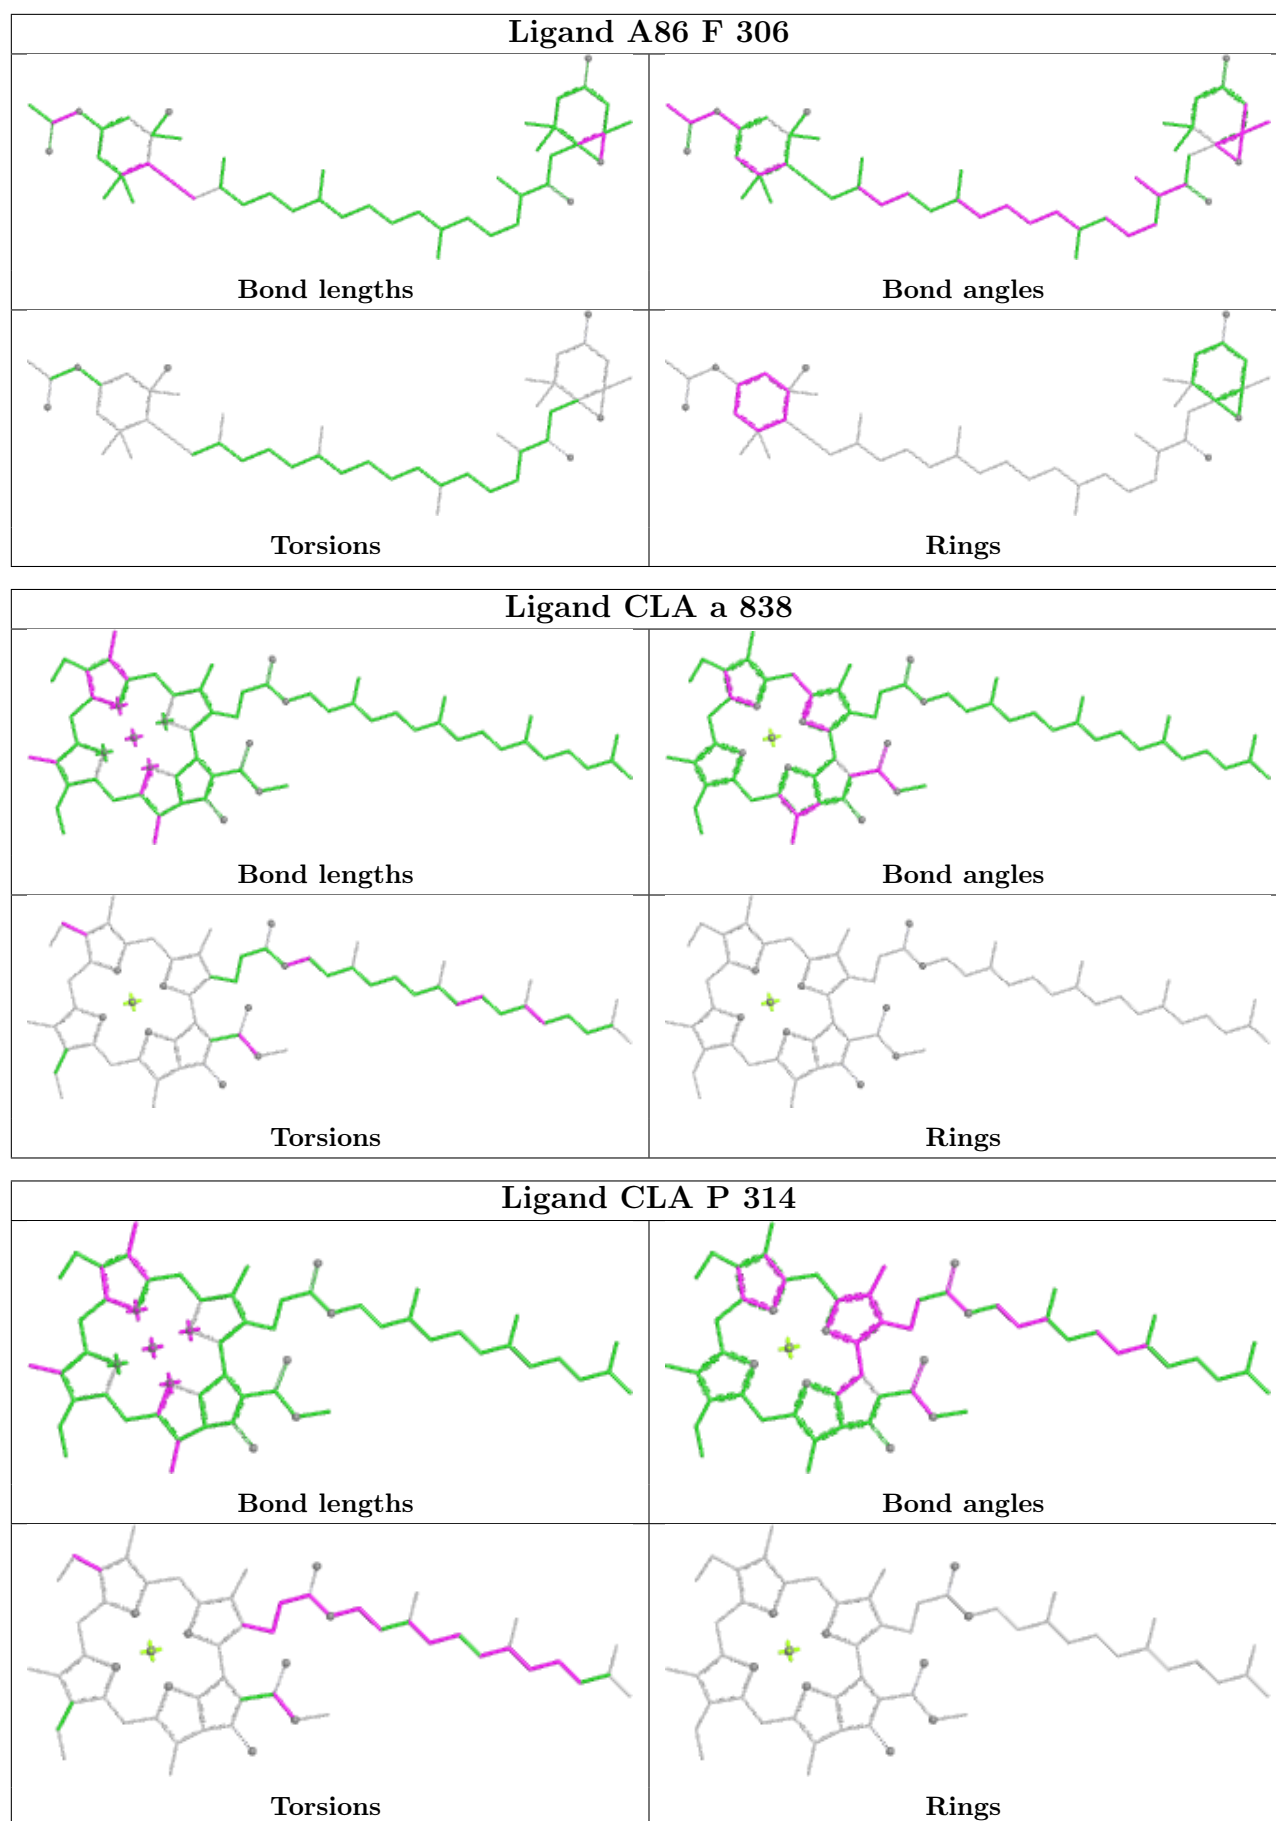 Ligand A86 F 306
Bond lengths
Bond angles
Torsions
Rings
Ligand CLA a 838
Bond lengths
Bond angles
Torsions
Rings
Ligand CLA P 314
Bond lengths
Bond angles
Torsions
Rings